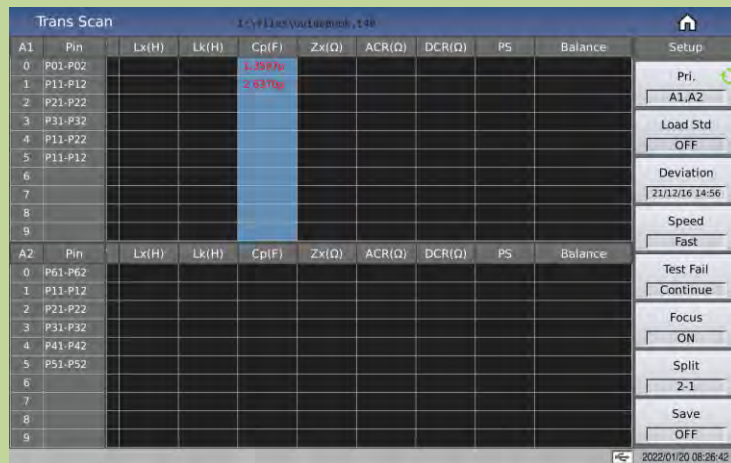 Trans Scan
A1 Pin Lx(H) Lk(H) Cp(F) Zx(Ω) ACR(Ω) DCR(Ω) PS Balance Setup
0 P01-P02
1 P11-P12
2 P21-P22
3 P31-P32
4 P11-P22
5 P11-P12
6
7
8
9
A2 Pin Lx(H) Lk(H) Cp(F) Zx(Ω) ACR(Ω) DCR(Ω) PS Balance
0 P61-P62
1 P11-P12
2 P21-P22
3 P31-P32
4 P41-P42
5 P51-P52
6
7
8
9
Pri.
A1,A2
Load Std
OFF
Deviation
21/12/16 14:56
Speed
Fast
Test Fail
Continue
Focus
ON
Split
2-1
Save
OFF
2022/01/20 08:26:42